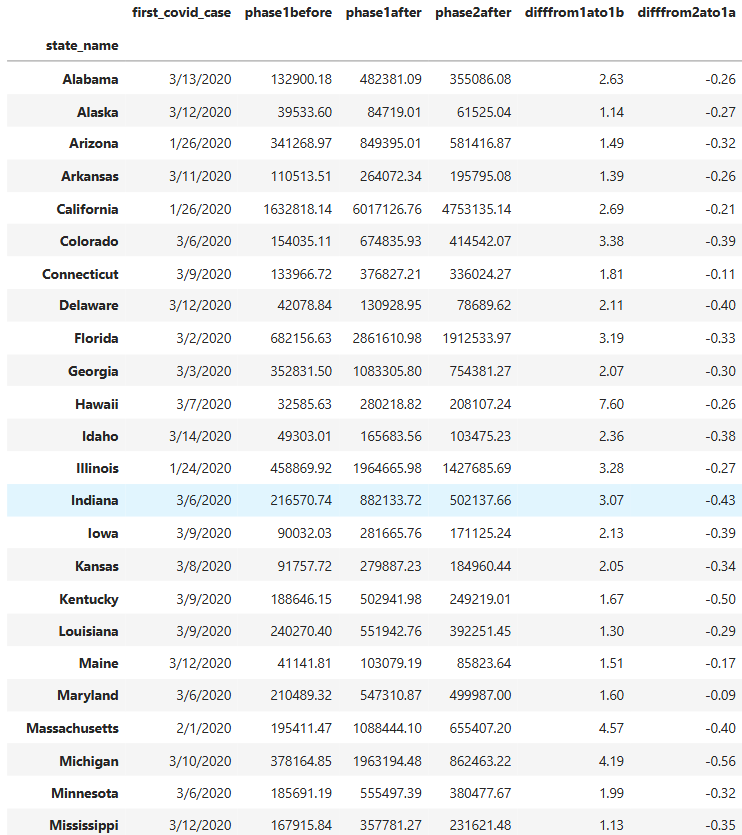 first_covid_case phase1before phase1after phase2after difffrom1ato1b difffrom2ato1a
state_name
Alabama 3/13/2020 132900.18 482381.09 355086.08 2.63 -0.26
Alaska 3/12/2020 39533.60 84719.01 61525.04 1.14 -0.27
Arizona 1/26/2020 341268.97 849395.01 581416.87 1.49 -0.32
Arkansas 3/11/2020 110513.51 264072.34 195795.08 1.39 -0.26
California 1/26/2020 1632818.14 6017126.76 4753135.14 2.69 -0.21
Colorado 3/6/2020 154035.11 674835.93 414542.07 3.38 -0.39
Connecticut 3/9/2020 133966.72 376827.21 336024.27 1.81 -0.11
Delaware 3/12/2020 42078.84 130928.95 78689.62 2.11 -0.40
Florida 3/2/2020 682156.63 2861610.98 1912533.97 3.19 -0.33
Georgia 3/3/2020 352831.50 1083305.80 754381.27 2.07 -0.30
Hawaii 3/7/2020 32585.63 280218.82 208107.24 7.60 -0.26
Idaho 3/14/2020 49303.01 165683.56 103475.23 2.36 -0.38
Illinois 1/24/2020 458869.92 1964665.98 1427685.69 3.28 -0.27
Indiana 3/6/2020 216570.74 882133.72 502137.66 3.07 -0.43
Iowa 3/9/2020 90032.03 281665.76 171125.24 2.13 -0.39
Kansas 3/8/2020 91757.72 279887.23 184960.44 2.05 -0.34
Kentucky 3/9/2020 188646.15 502941.98 249219.01 1.67 -0.50
Louisiana 3/9/2020 240270.40 551942.76 392251.45 1.30 -0.29
Maine 3/12/2020 41141.81 103079.19 85823.64 1.51 -0.17
Maryland 3/6/2020 210489.32 547310.87 499987.00 1.60 -0.09
Massachusetts 2/1/2020 195411.47 1088444.10 655407.20 4.57 -0.40
Michigan 3/10/2020 378164.85 1963194.48 862463.22 4.19 -0.56
Minnesota 3/6/2020 185691.19 555497.39 380477.67 1.99 -0.32
Mississippi 3/12/2020 167915.84 357781.27 231621.48 1.13 -0.35